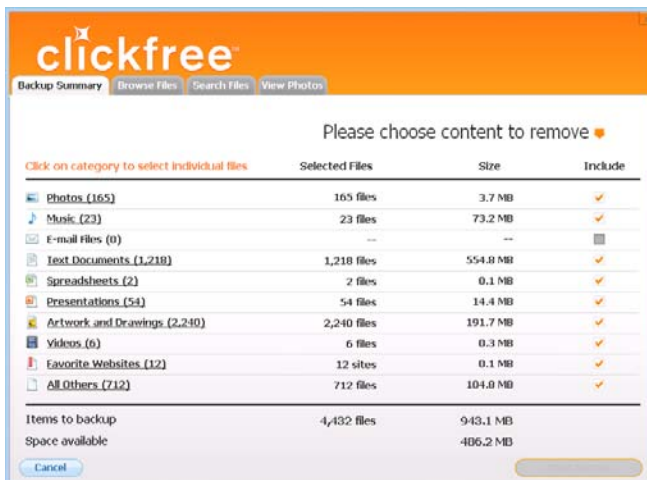 clickfree™
Backup Summary Browse Files Search Files View Photos
Please choose content to remove
Click on category to select individual files Selected Files Size Include
Photos (165) 165 files 3.7 MB
Music (23) 23 files 73.2 MB
E-mail Files (0) -- --
Text Documents (1,218) 1,218 files 554.8 MB
Spreadsheets (2) 2 files 0.1 MB
Presentations (54) 54 files 14.4 MB
Artwork and Drawings (2,240) 2,240 files 191.7 MB
Videos (6) 6 files 0.3 MB
Favorite Websites (12) 12 sites 0.1 MB
All Others (712) 712 files 104.8 MB
Items to backup 4,432 files 943.1 MB
Space available 486.2 MB
Cancel